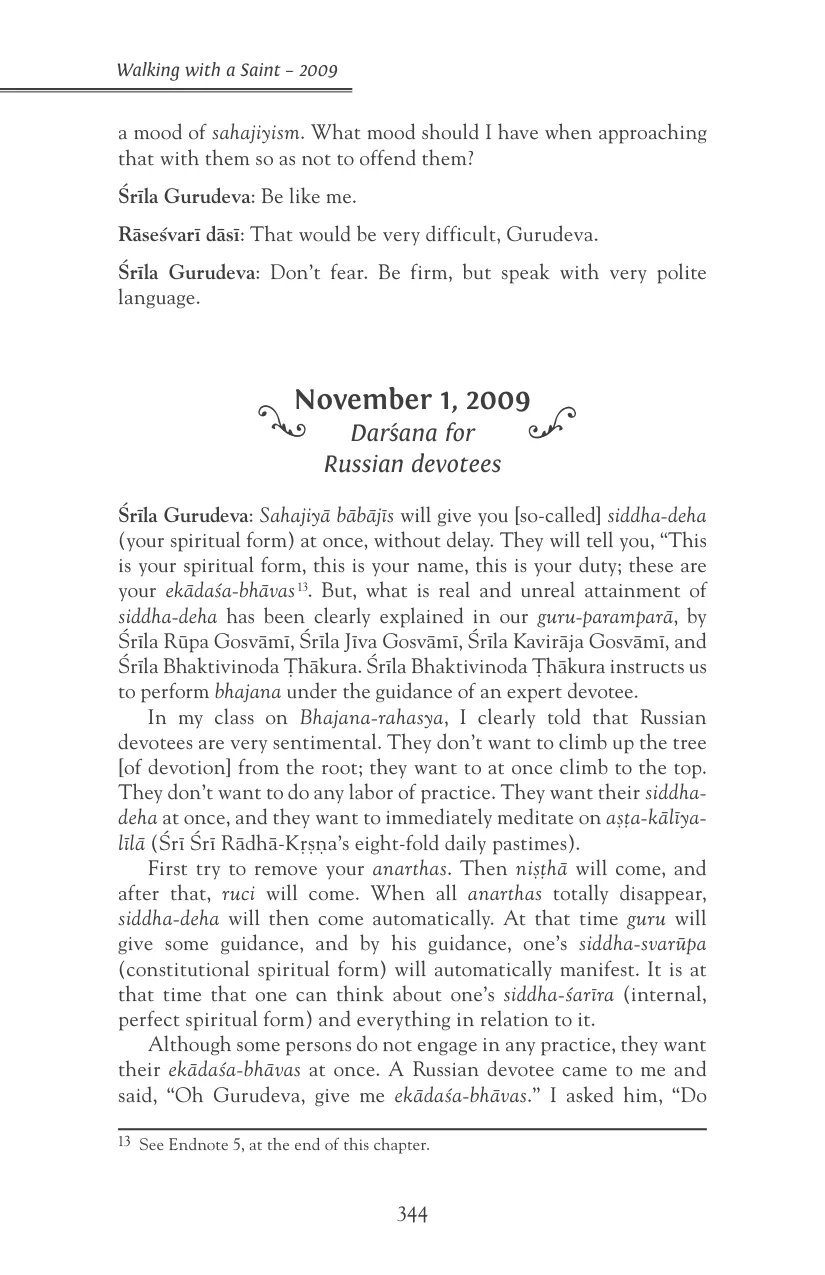 Walking with a Saint – 2009
a mood of sahajiyism. What mood should I have when approaching
that with them so as not to offend them?
Śrīla Gurudeva: Be like me.
Rāseśvarī dāsī: That would be very difficult, Gurudeva.
Śrīla Gurudeva: Don’t fear. Be firm, but speak with very polite
language.
November 1, 2009
Darśana for
Russian devotees
Śrīla Gurudeva: Sahajiyā bābājīs will give you [so-called] siddha-deha
(your spiritual form) at once, without delay. They will tell you, “This
is your spiritual form, this is your name, this is your duty; these are
your ekādaśa-bhāvas 13. But, what is real and unreal attainment of
siddha-deha has been clearly explained in our guru-paramparā, by
Śrīla Rūpa Gosvāmī, Śrīla Jīva Gosvāmī, Śrīla Kavirāja Gosvāmī, and
Śrīla Bhaktivinoda Ṭhākura. Śrīla Bhaktivinoda Ṭhākura instructs us
to perform bhajana under the guidance of an expert devotee.
In my class on Bhajana-rahasya, I clearly told that Russian
devotees are very sentimental. They don’t want to climb up the tree
[of devotion] from the root; they want to at once climb to the top.
They don’t want to do any labor of practice. They want their siddha-
deha at once, and they want to immediately meditate on aṣṭa-kālīya-
līlā (Śrī Śrī Rādhā-Kṛṣṇa’s eight-fold daily pastimes).
First try to remove your anarthas. Then niṣṭhā will come, and
after that, ruci will come. When all anarthas totally disappear,
siddha-deha will then come automatically. At that time guru will
give some guidance, and by his guidance, one’s siddha-svarūpa
(constitutional spiritual form) will automatically manifest. It is at
that time that one can think about one’s siddha-śarīra (internal,
perfect spiritual form) and everything in relation to it.
Although some persons do not engage in any practice, they want
their ekādaśa-bhāvas at once. A Russian devotee came to me and
said, “Oh Gurudeva, give me ekādaśa-bhāvas.” I asked him, “Do
13 See Endnote 5, at the end of this chapter.
344